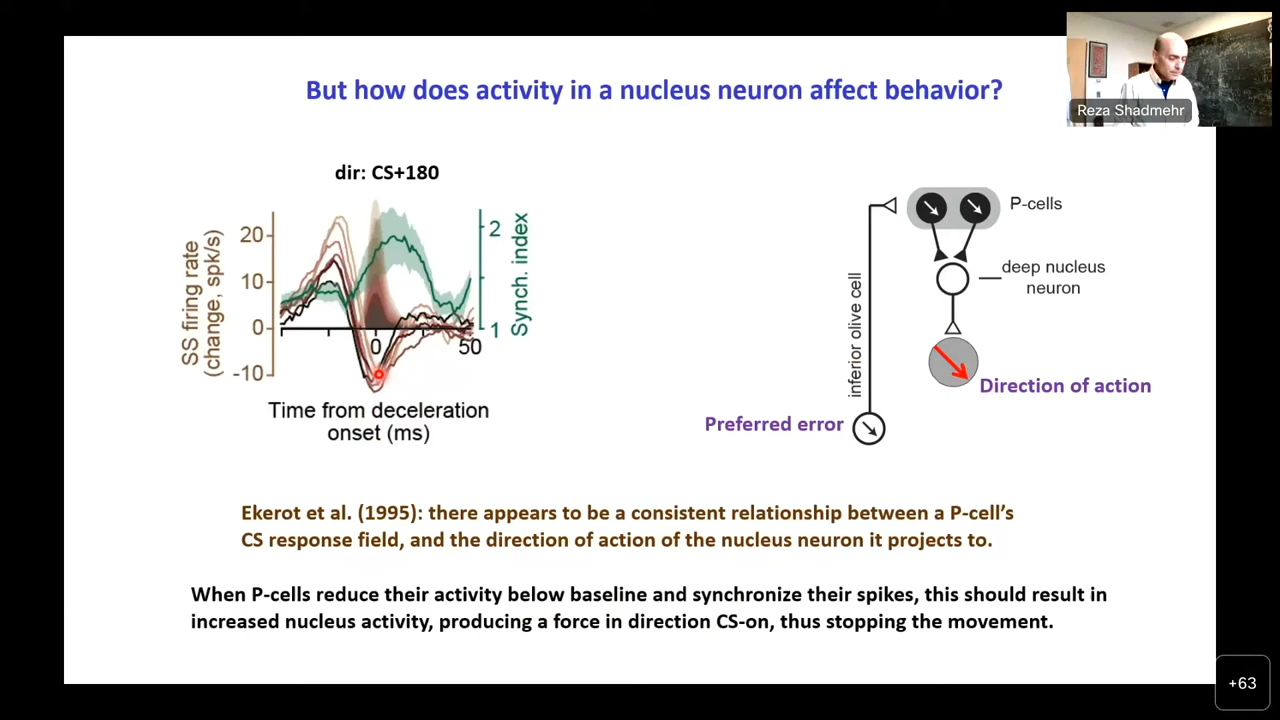 But how does activity in a nucleus neuron affect behavior?
Reza Shadmehr
dir: CS+180
SS firing rate
(change, spk/s)
20
10
0
-10
2
1
Synch. index
0
50
Time from deceleration
onset (ms)
P-cells
deep nucleus
neuron
inferior olive cell
Direction of action
Preferred error
Ekerot et al. (1995): there appears to be a consistent relationship between a P-cell’s
CS response field, and the direction of action of the nucleus neuron it projects to.
When P-cells reduce their activity below baseline and synchronize their spikes, this should result in
increased nucleus activity, producing a force in direction CS-on, thus stopping the movement.
+63